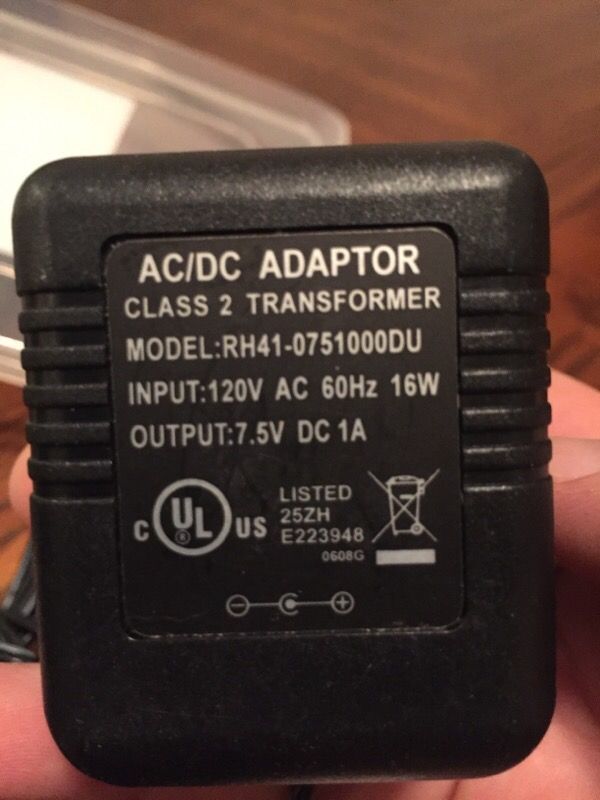 AC/DC ADAPTOR
CLASS 2 TRANSFORMER
MODEL:RH41-0751000DU
INPUT:120V AC 60Hz 16W
OUTPUT:7.5V DC 1A
C UL ® US
LISTED
25ZH
E223948
0608G